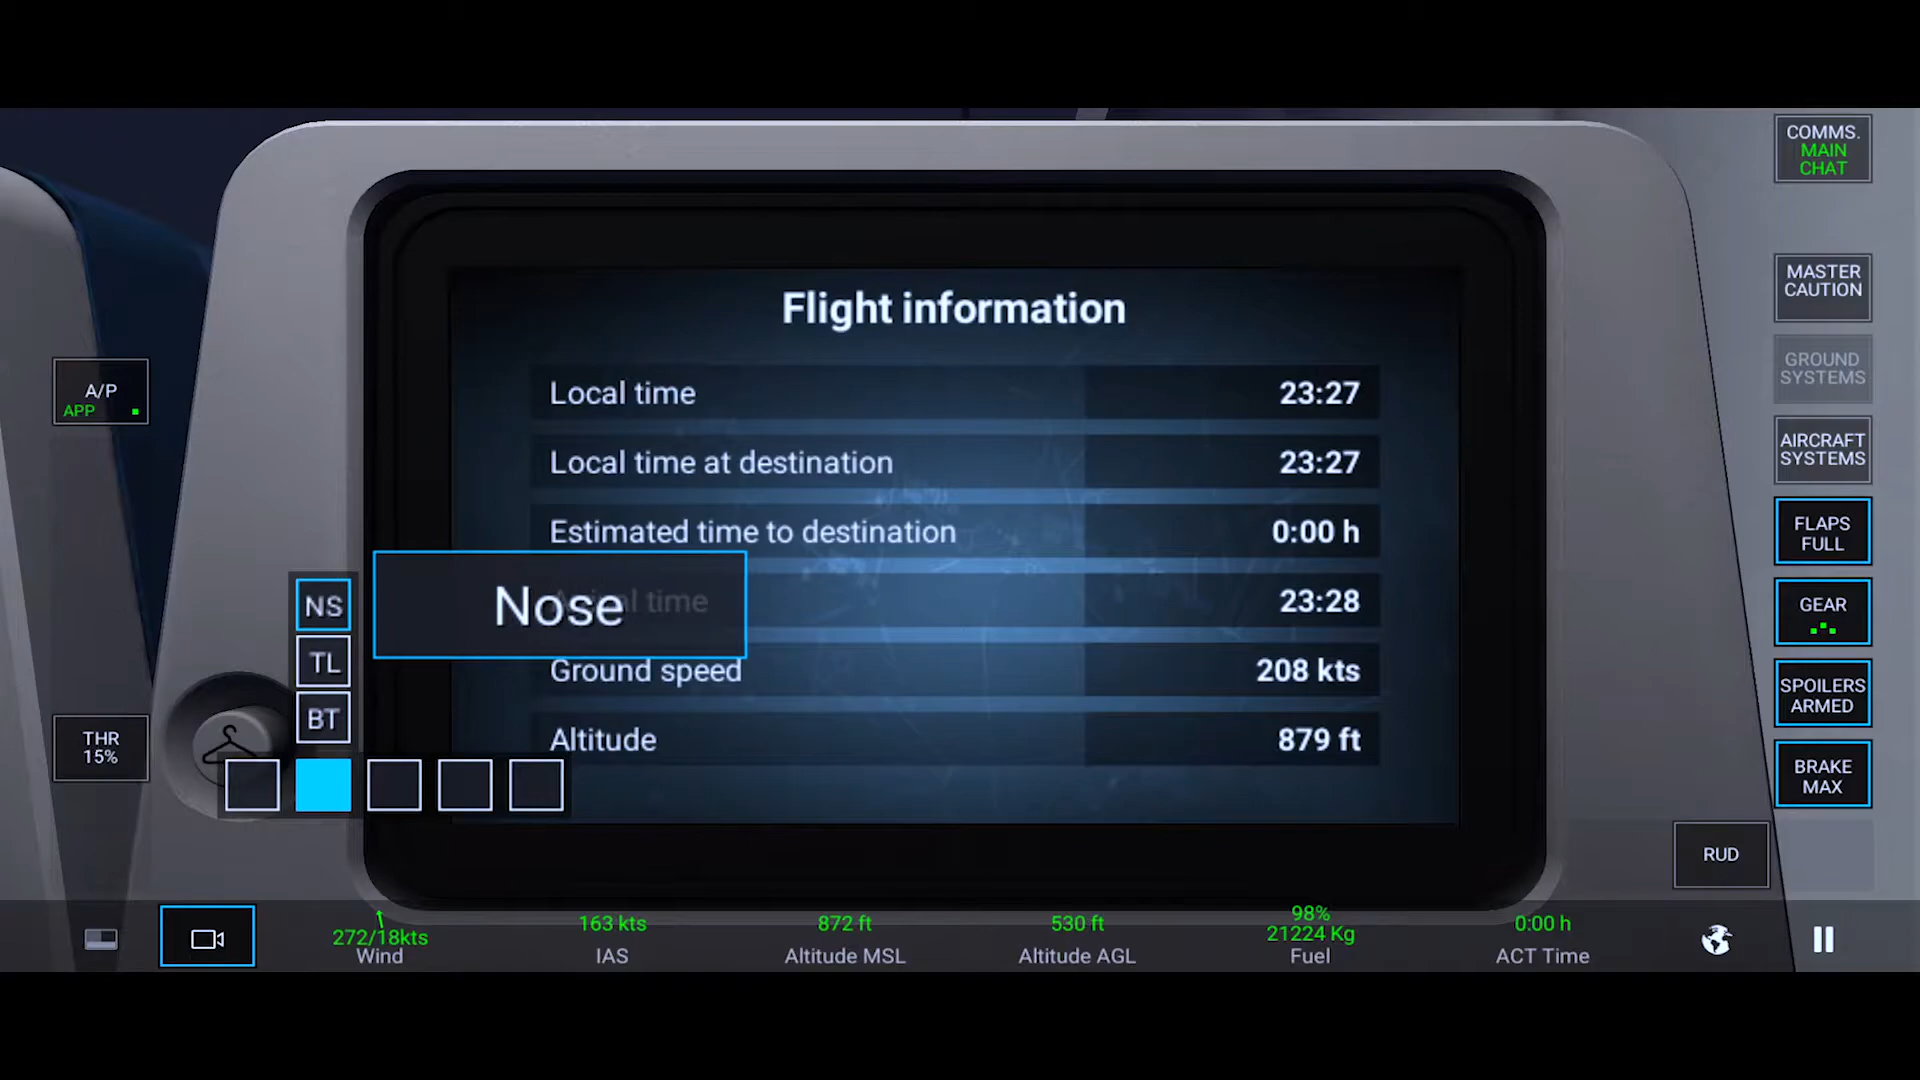 COMMS.
MAIN
CHAT
Flight information
MASTER
CAUTION
GROUND
SYSTEMS
A/P
APP
Local time 23:27
Local time at destination 23:27
AIRCRAFT
SYSTEMS
Estimated time to destination 0:00 h
FLAPS
FULL
NS
Nose
Arrival time 23:28
GEAR
TL
Ground speed 208 kts
SPOILERS
ARMED
BT
Altitude 879 ft
THR
15%
BRAKE
MAX
RUD
272/18kts
Wind
163 kts
IAS
872 ft
Altitude MSL
530 ft
Altitude AGL
98%
21224 Kg
Fuel
0:00 h
ACT Time